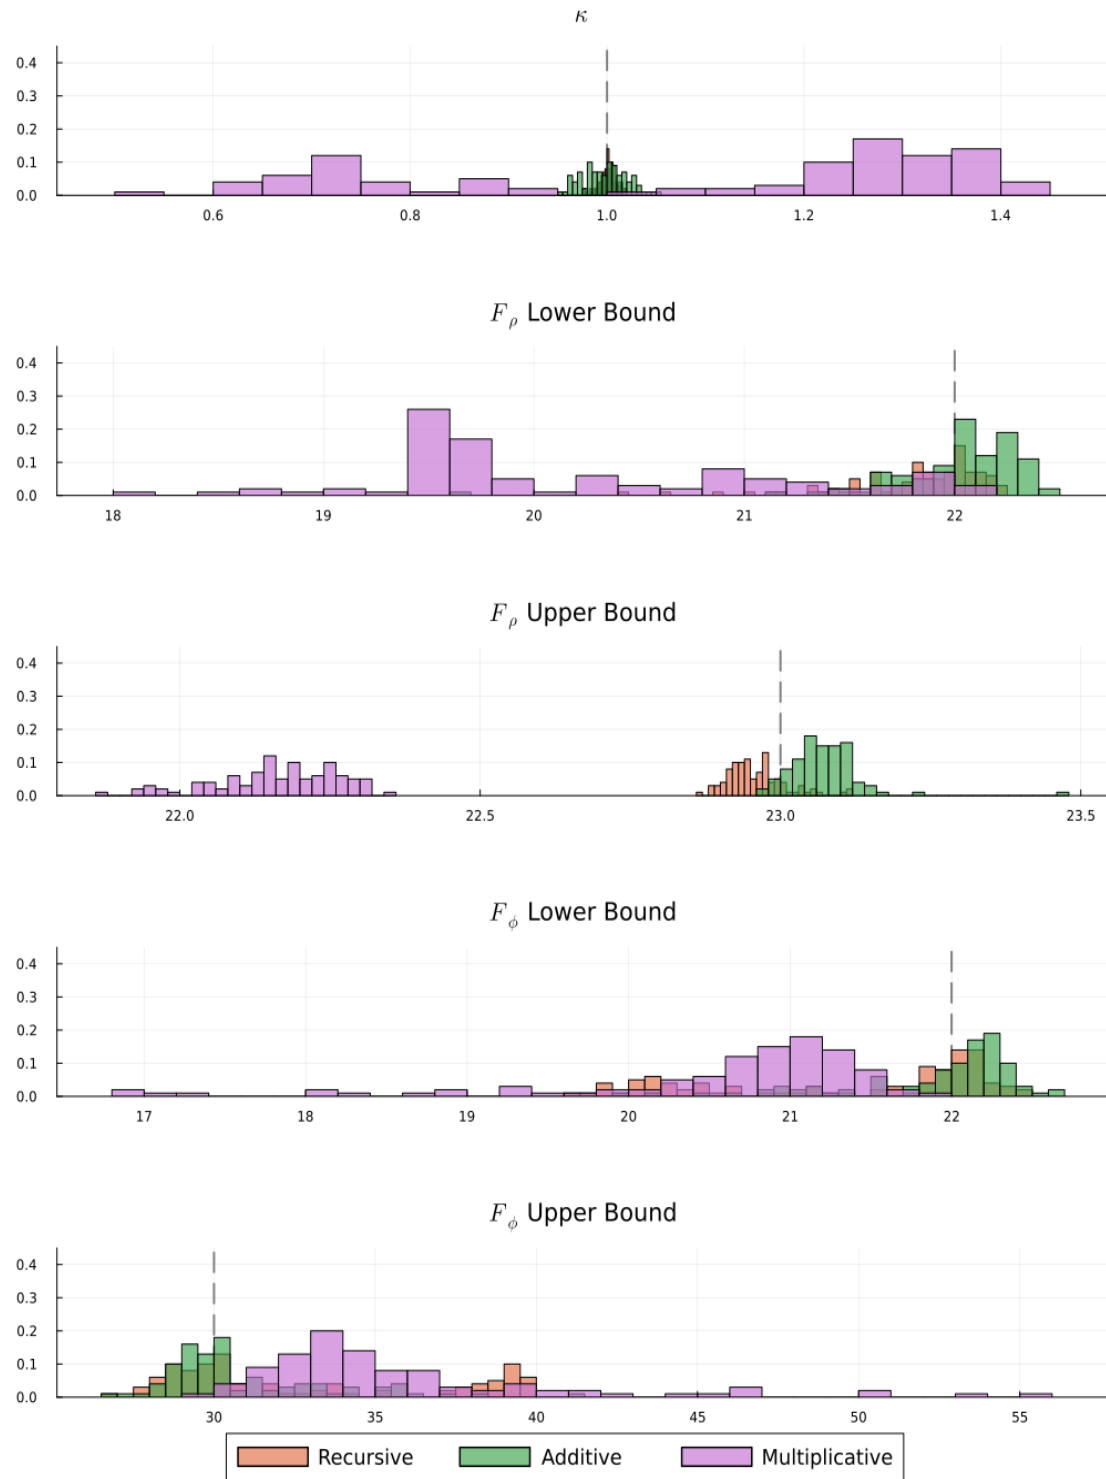 κ
0.4
0.3
0.2
0.1
0.0
0.6 0.8 1.0 1.2 1.4
F_ρ Lower Bound
0.4
0.3
0.2
0.1
0.0
18 19 20 21 22
F_ρ Upper Bound
0.4
0.3
0.2
0.1
0.0
22.0 22.5 23.0 23.5
F_ϕ Lower Bound
0.4
0.3
0.2
0.1
0.0
17 18 19 20 21 22
F_ϕ Upper Bound
0.4
0.3
0.2
0.1
0.0
30 35 40 45 50 55
Recursive Additive Multiplicative